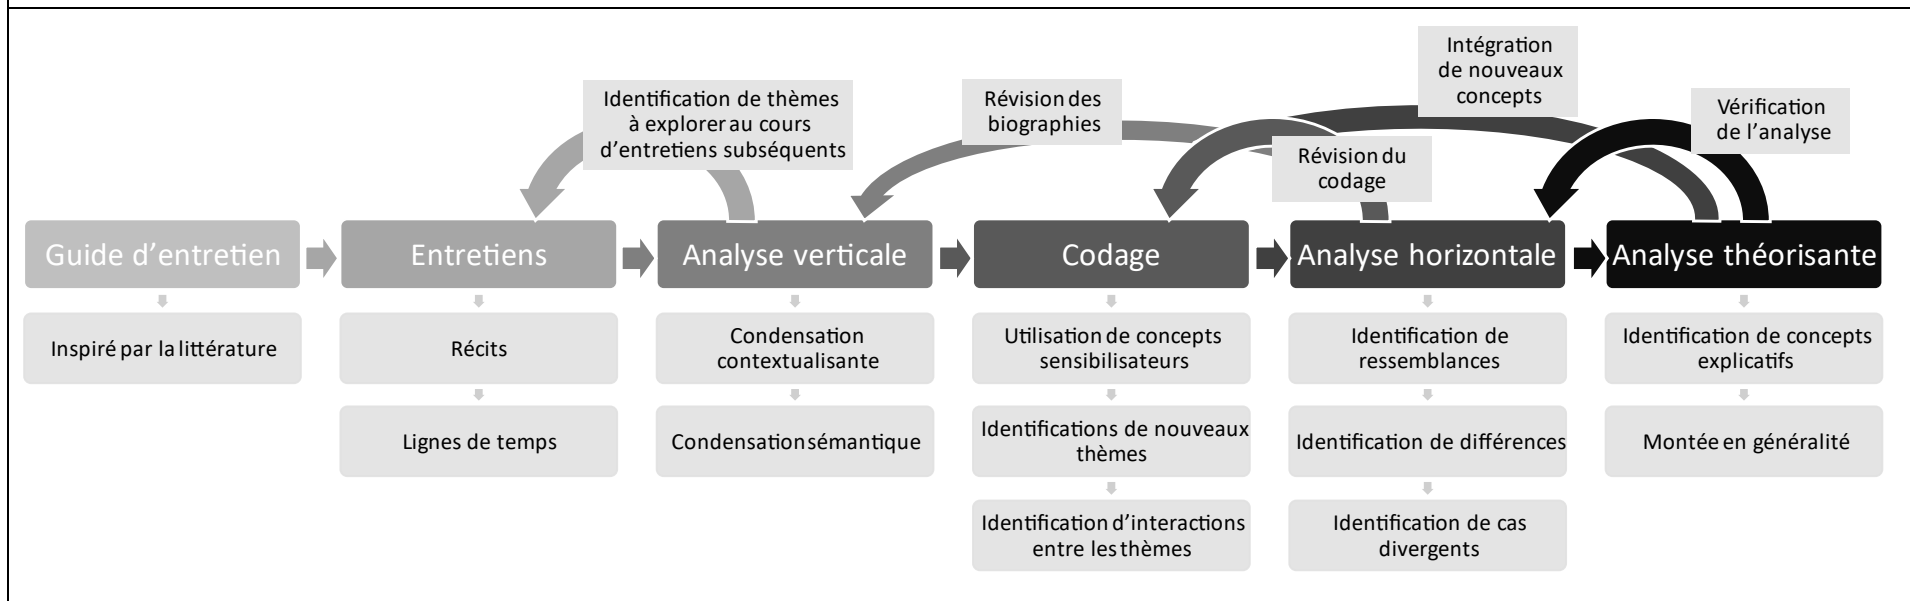 Intégration
de nouveaux
concepts
Identification de thèmes
à explorer au cours
d'entretiens subséquents
Révision des
biographies
Vérification
de l'analyse
Révision du
codage
Guide d'entretien
Entretiens
Analyse verticale
Codage
Analyse horizontale
Analyse théorisante
Inspiré par la littérature
Récits
Condensation
contextualisante
Utilisation de concepts
sensibilisateurs
Identification de
ressemblances
Identification de concepts
explicatifs
Lignes de temps
Condensation sémantique
Identifications de nouveaux
thèmes
Identification de différences
Montée en généralité
Identification d'interactions
entre les thèmes
Identification de cas
divergents